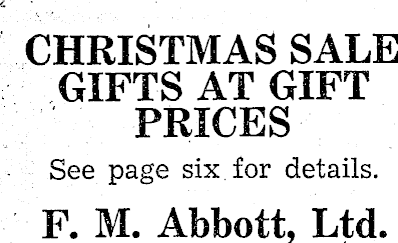 CHRISTMAS SALE
GIFTS AT GIFT
PRICES
See page six for details.
F. M. Abbott, Ltd.